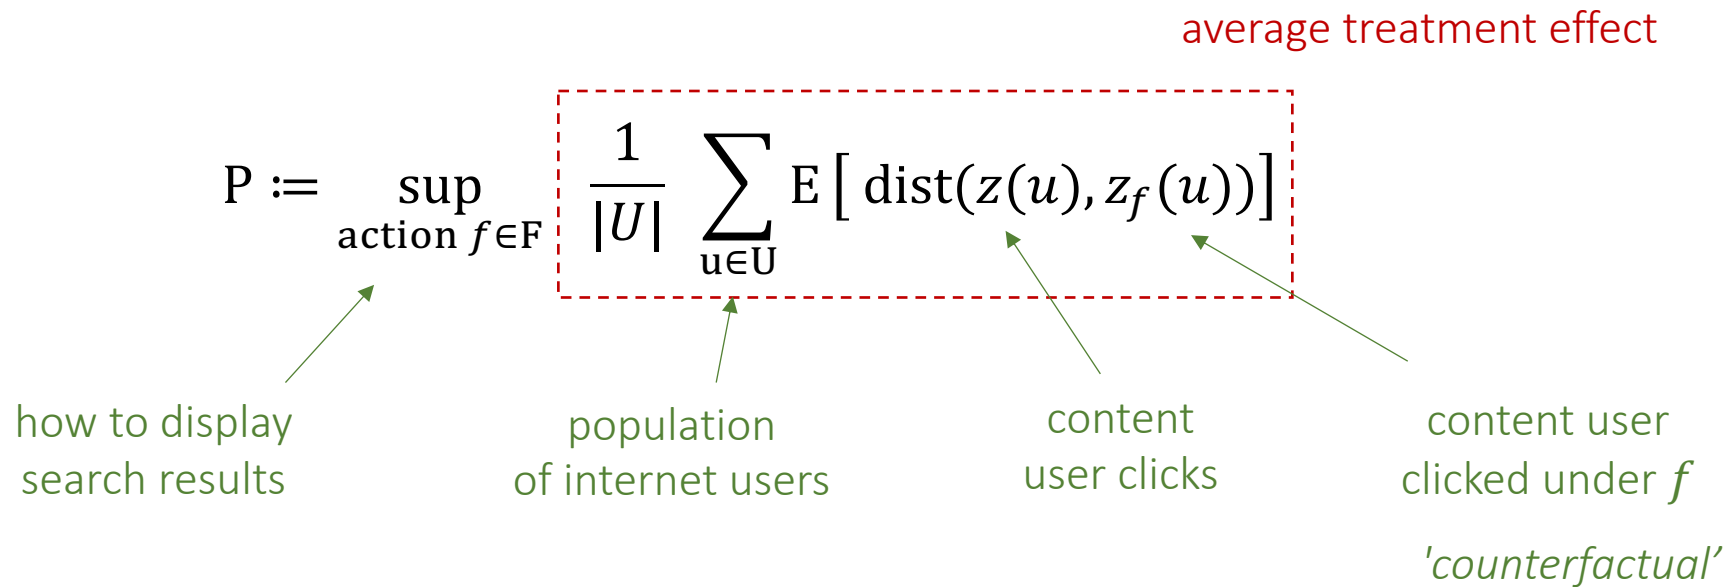 average treatment effect
P ≔ sup action f∈F 1/|U| ∑ u∈U E[ dist(z(u), z_f(u))]
how to display
search results
population
of internet users
content
user clicks
content user
clicked under f
'counterfactual’